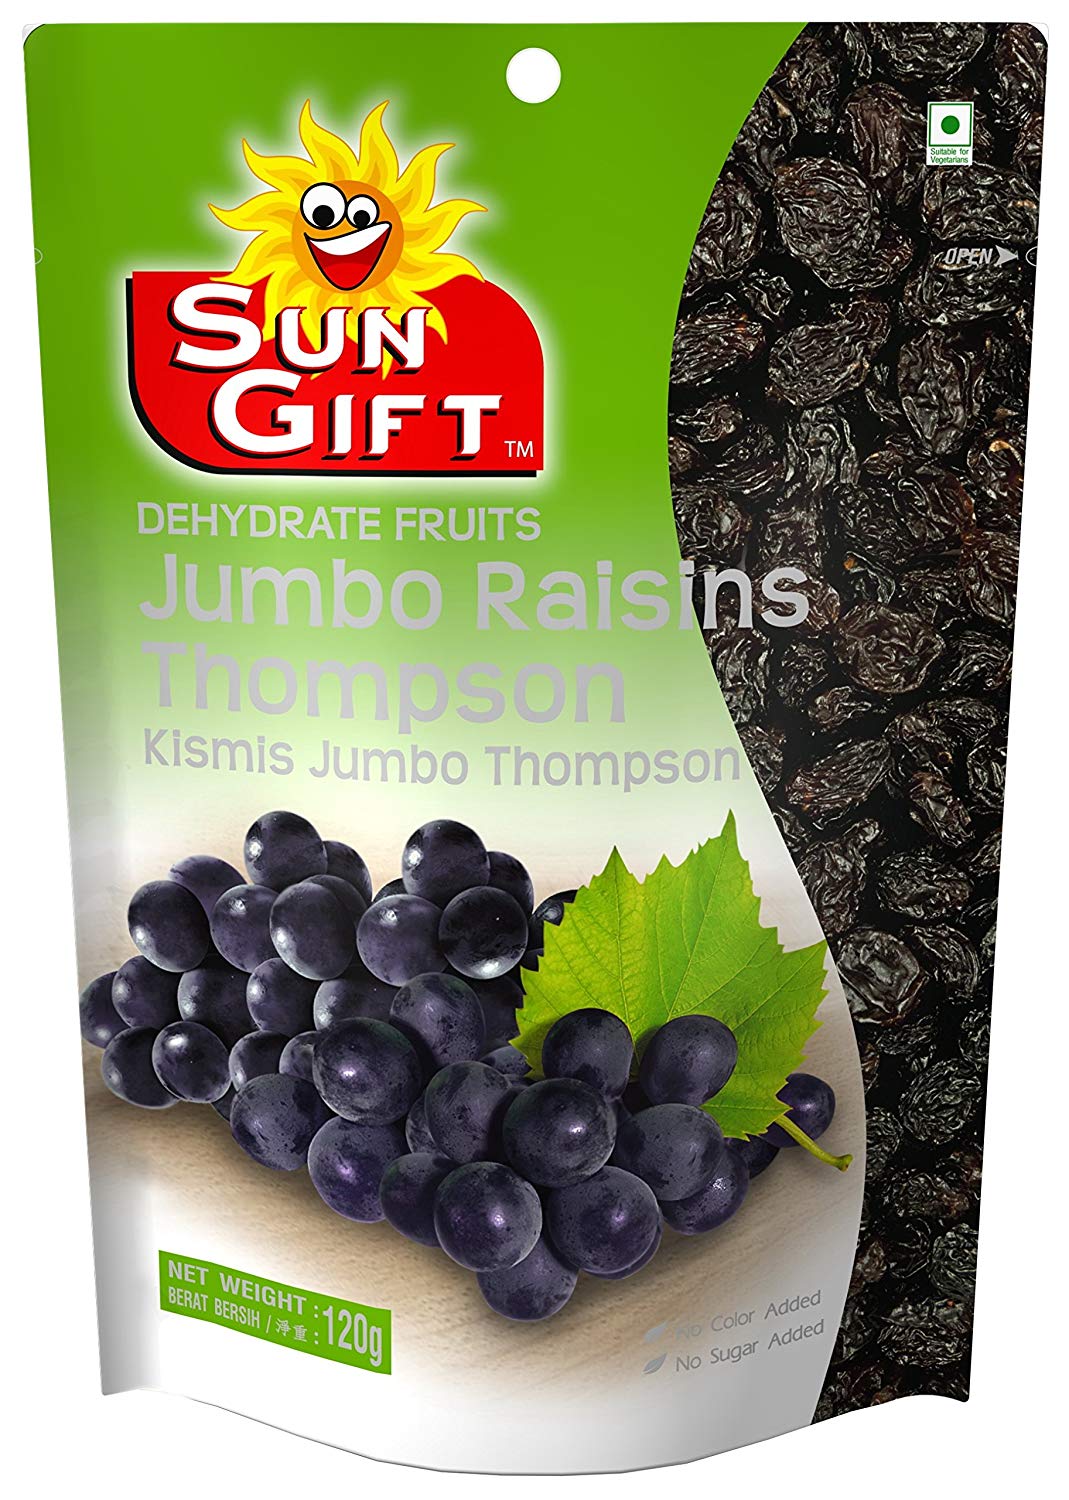 Suitable for
Vegetarians
OPEN
SUN
GIFT TM
DEHYDRATE FRUITS
Jumbo Raisins
Thompson
Kismis Jumbo Thompson
NET WEIGHT :
BERAT BERSIH / 淨重 : 120g
No Color Added
No Sugar Added